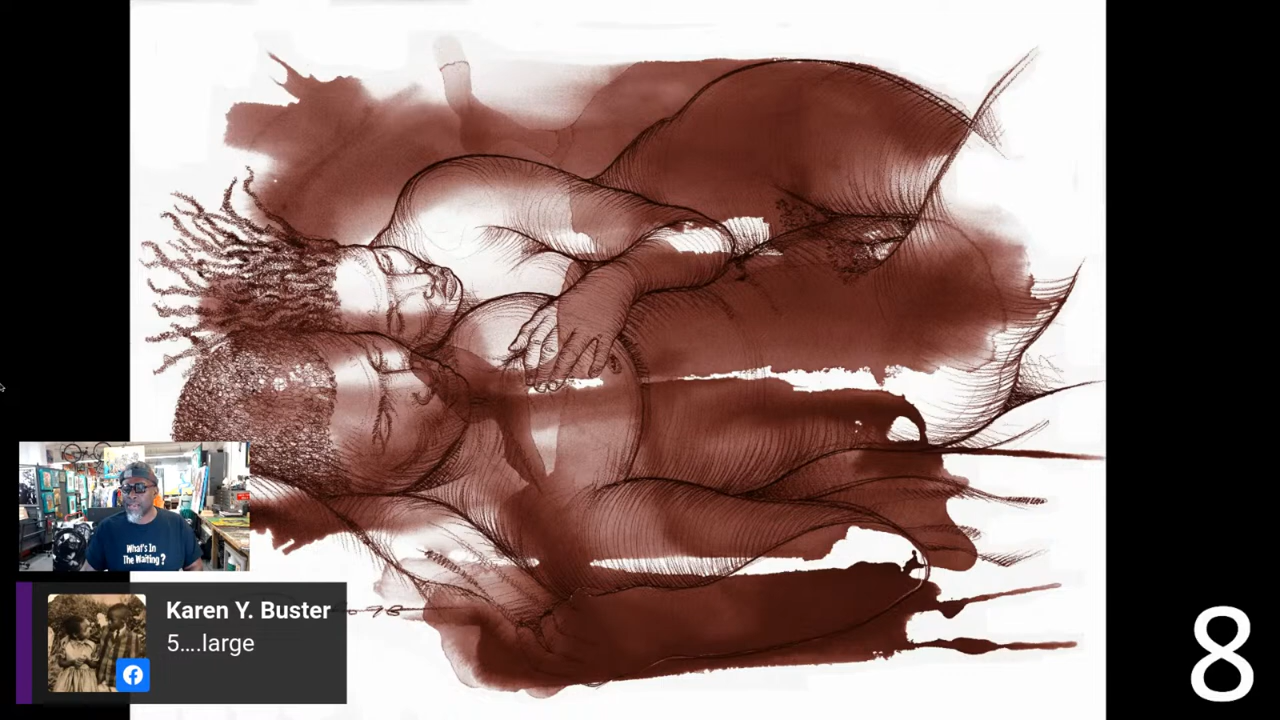 What's In
The Waiting?
Karen Y. Buster
5....large
8